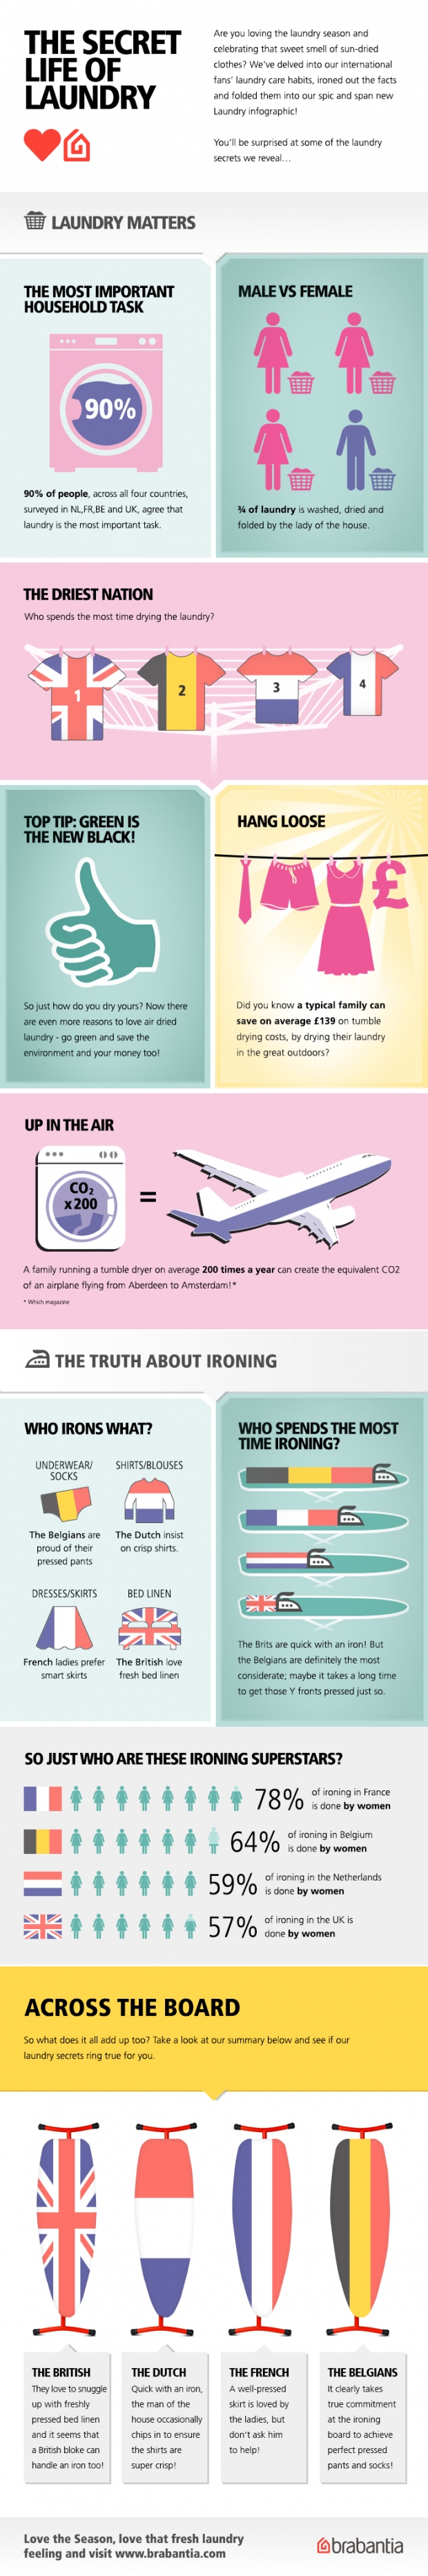 THE SECRET
LIFE OF
LAUNDRY
Are you loving the laundry season and
celebrating that sweet smell of sun-dried
clothes? We've delved into our international
fans' laundry care habits, ironed out the facts
and folded them into our spic and span new
Laundry infographic!
You'll be surprised at some of the laundry
secrets we reveal...
LAUNDRY MATTERS
THE MOST IMPORTANT
HOUSEHOLD TASK
90%
90% of people, across all four countries,
surveyed in NL,FR,BE and UK, agree that
laundry is the most important task.
MALE VS FEMALE
¾ of laundry is washed, dried and
folded by the lady of the house.
THE DRIEST NATION
Who spends the most time drying the laundry?
1
2
3
4
TOP TIP: GREEN IS
THE NEW BLACK!
So just how do you dry yours? Now there
are even more reasons to love air dried
laundry - go green and save the
environment and your money too!
HANG LOOSE
£
Did you know a typical family can
save on average £139 on tumble
drying costs, by drying their laundry
in the great outdoors?
UP IN THE AIR
CO2
x 200
=
A family running a tumble dryer on average 200 times a year can create the equivalent CO2
of an airplane flying from Aberdeen to Amsterdam!*
* Which magazine
THE TRUTH ABOUT IRONING
WHO IRONS WHAT?
UNDERWEAR/
SOCKS
The Belgians are
proud of their
pressed pants
SHIRTS/BLOUSES
The Dutch insist
on crisp shirts.
DRESSES/SKIRTS
French ladies prefer
smart skirts
BED LINEN
The British love
fresh bed linen
WHO SPENDS THE MOST
TIME IRONING?
The Brits are quick with an iron! But
the Belgians are definitely the most
considerate; maybe it takes a long time
to get those Y fronts pressed just so.
SO JUST WHO ARE THESE IRONING SUPERSTARS?
78% of ironing in France
is done by women
64% of ironing in Belgium
is done by women
59% of ironing in the Netherlands
is done by women
57% of ironing in the UK is
done by women
ACROSS THE BOARD
So what does it all add up too? Take a look at our summary below and see if our
laundry secrets ring true for you.
THE BRITISH
They love to snuggle
up with freshly
pressed bed linen
and it seems that
a British bloke can
handle an iron too!
THE DUTCH
Quick with an iron,
the man of the
house occasionally
chips in to ensure
the shirts are
super crisp!
THE FRENCH
A well-pressed
skirt is loved by
the ladies, but
don't ask him
to help!
THE BELGIANS
It clearly takes
true commitment
at the ironing
board to achieve
perfect pressed
pants and socks!
Love the Season, love that fresh laundry
feeling and visit www.brabantia.com
brabantia